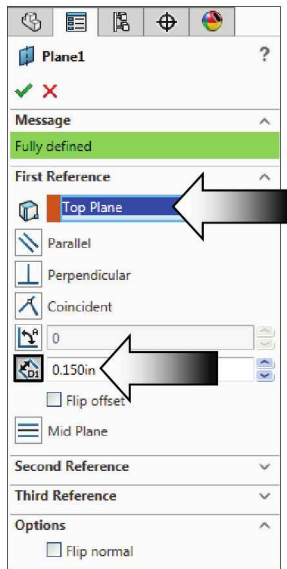 Plane1
?
Message
Fully defined
First Reference
Top Plane
Parallel
Perpendicular
Coincident
0
0.150in
Flip offset
Mid Plane
Second Reference
Third Reference
Options
Flip normal